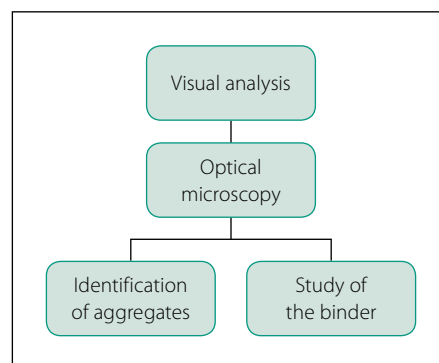 Visual analysis
Optical
microscopy
Identification
of aggregates
Study of
the binder